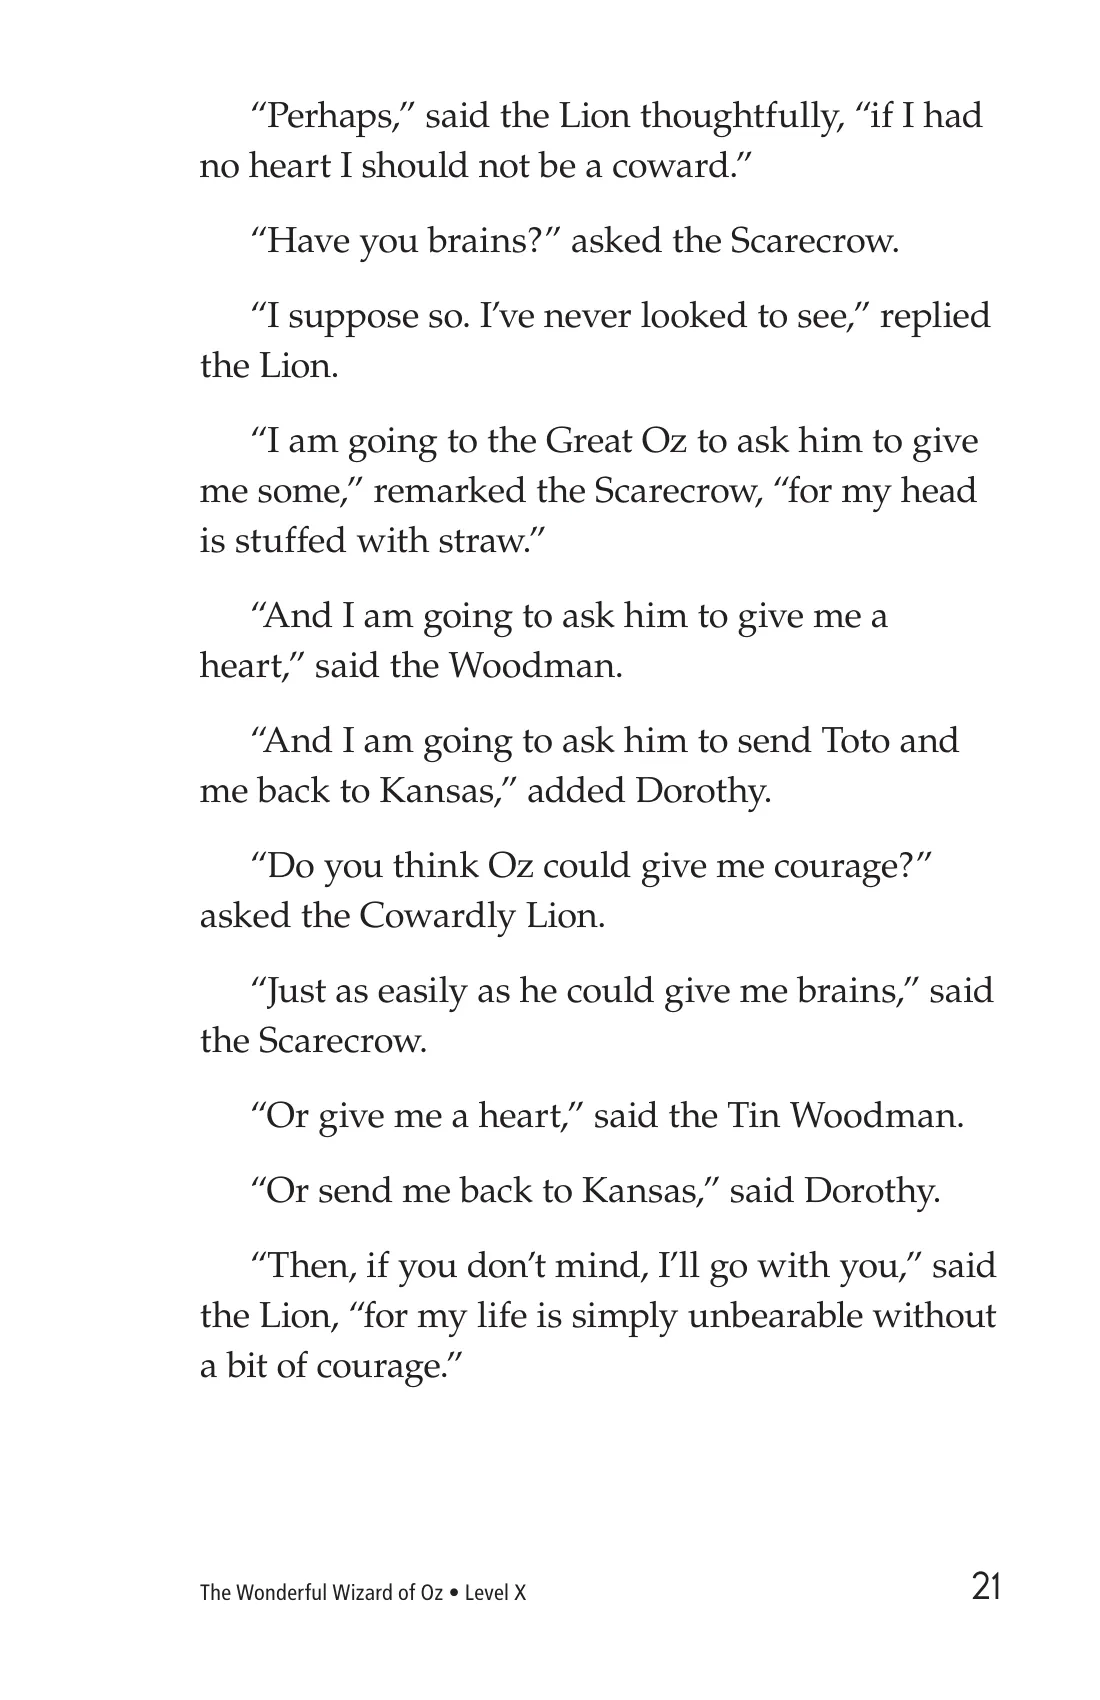 “Perhaps,” said the Lion thoughtfully, “if I had
no heart I should not be a coward.”
“Have you brains?” asked the Scarecrow.
“I suppose so. I’ve never looked to see,” replied
the Lion.
“I am going to the Great Oz to ask him to give
me some,” remarked the Scarecrow, “for my head
is stuffed with straw.”
“And I am going to ask him to give me a
heart,” said the Woodman.
“And I am going to ask him to send Toto and
me back to Kansas,” added Dorothy.
“Do you think Oz could give me courage?”
asked the Cowardly Lion.
“Just as easily as he could give me brains,” said
the Scarecrow.
“Or give me a heart,” said the Tin Woodman.
“Or send me back to Kansas,” said Dorothy.
“Then, if you don’t mind, I’ll go with you,” said
the Lion, “for my life is simply unbearable without
a bit of courage.”
The Wonderful Wizard of Oz • Level X 21